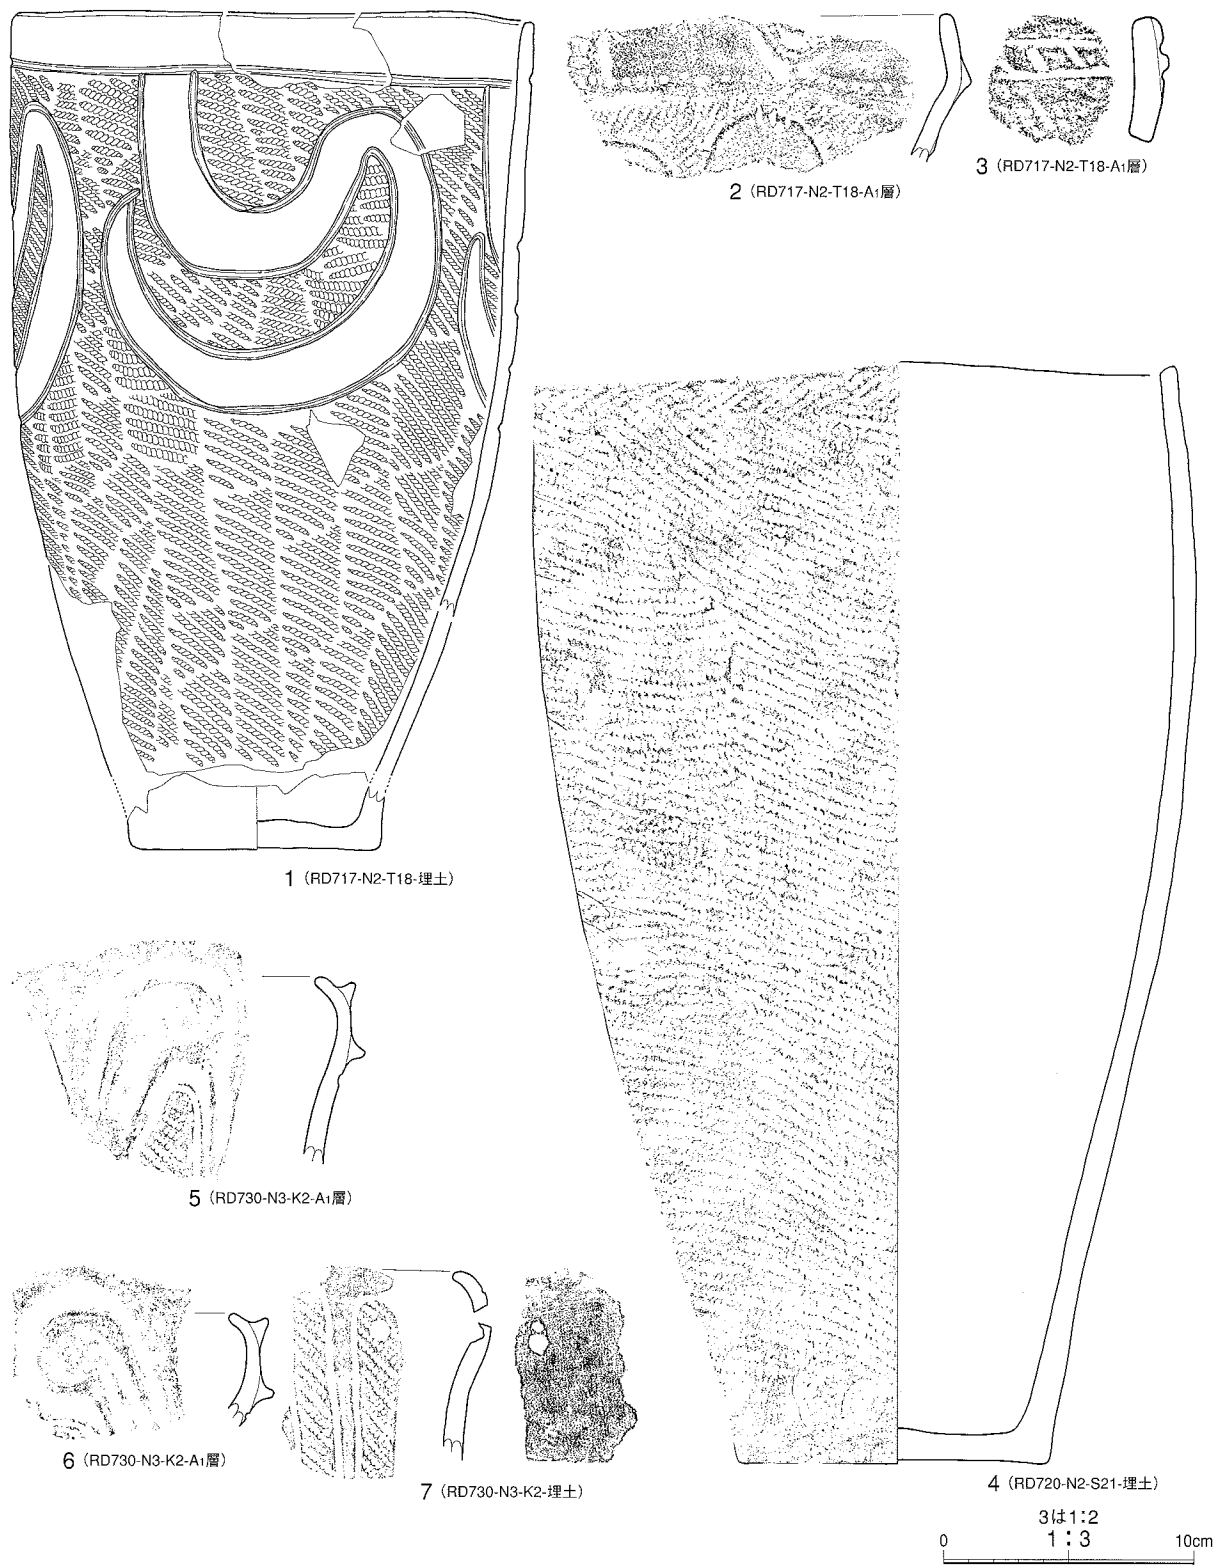 2（RD717-N2-T18-A1層）
3（RD717-N2-T18-A1層）
1（RD717-N2-T18-埋土）
5（RD730-N3-K2-A1層）
6（RD730-N3-K2-A1層）
7（RD730-N3-K2-埋土）
4（RD720-N2-S21-埋土）
3は1:2
1:3
0 10cm